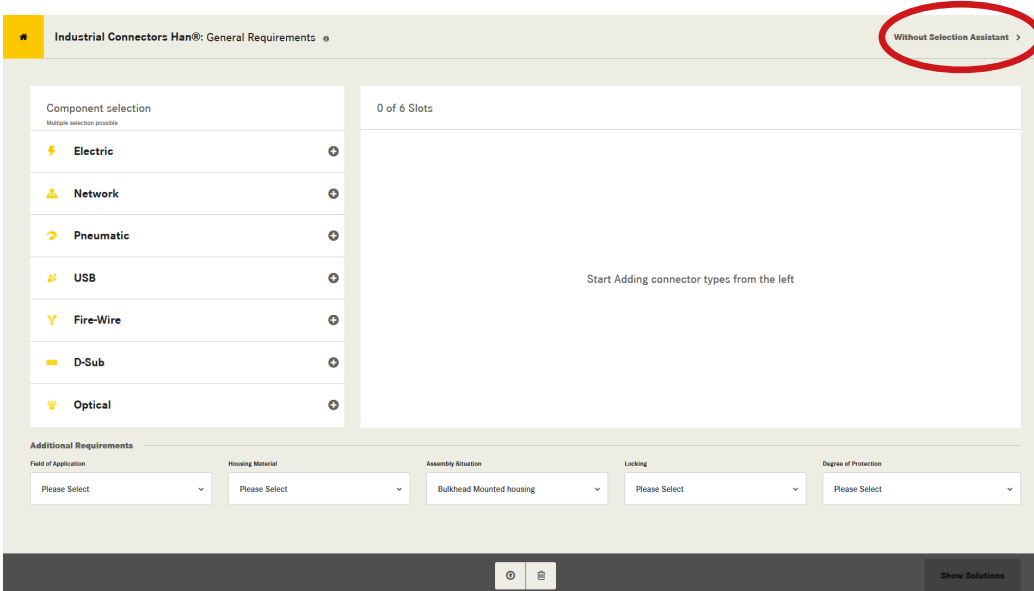 Industrial Connectors Han®: General Requirements
Without Selection Assistant
Component selection
Multiple selection possible
0 of 6 Slots
Electric
Network
Pneumatic
USB
Fire-Wire
D-Sub
Optical
Start Adding connector types from the left
Additional Requirements
Field of Application
Housing Material
Assembly Situation
Locking
Degree of Protection
Please Select
Please Select
Bulkhead Mounted housing
Please Select
Please Select
Show Solutions